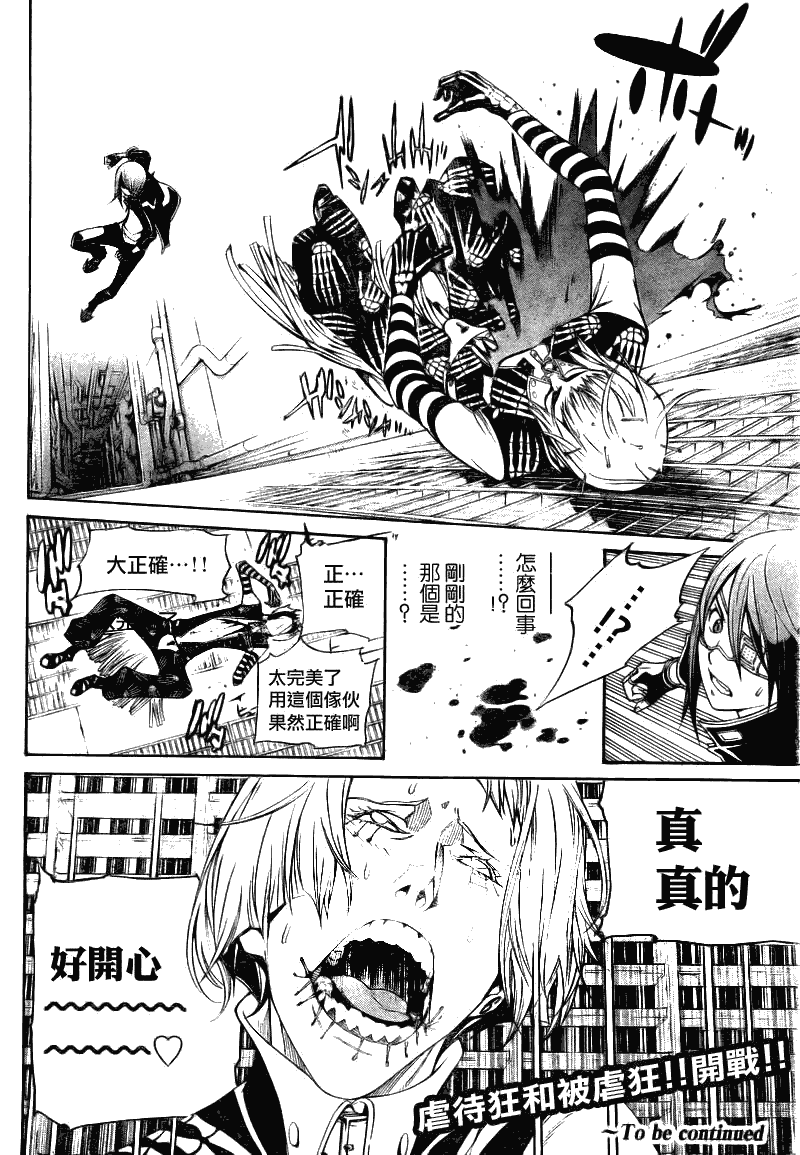 ……!?
——怎麼回事
……!?
剛剛的
那個是
……?
正…
正確
大正確…!!
太完美了
用這個傢伙
果然正確啊
真
真的
好開心
～～～～～～
～～～～♡
虐待狂和被虐狂!!開戰!!
~To be continued